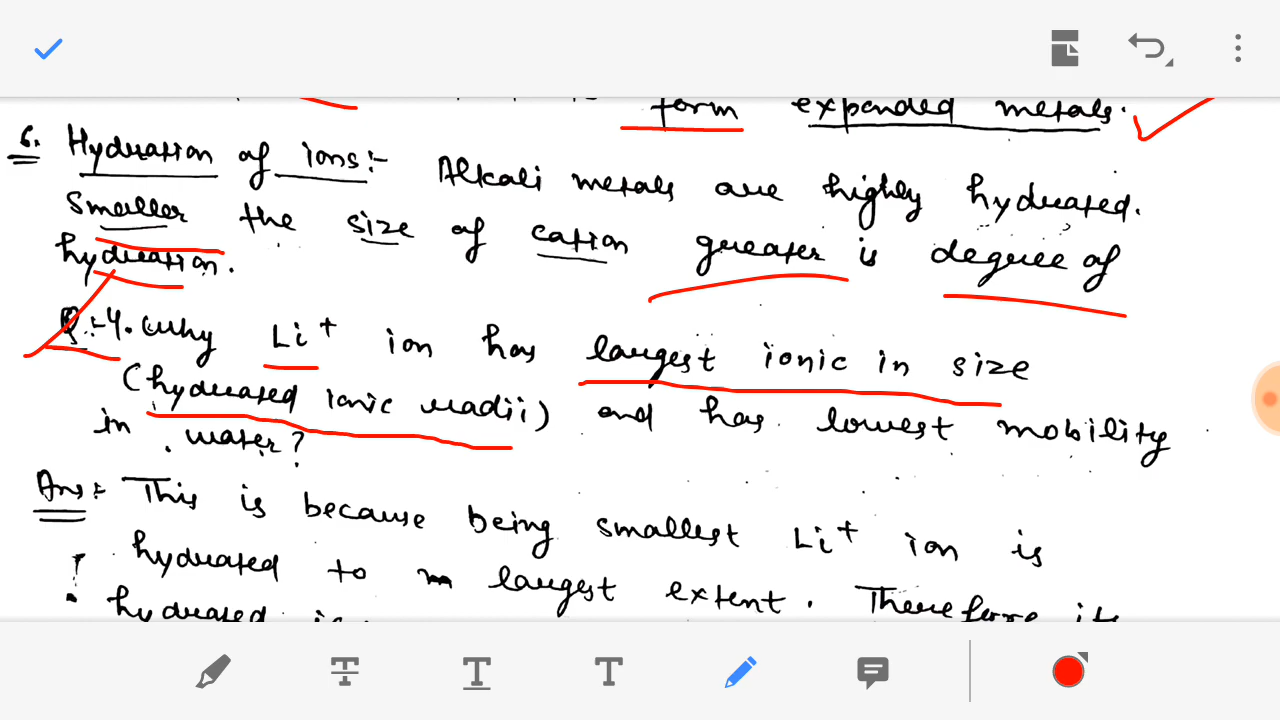 form expended metals.
6. Hydration of ions:- Alkali metals are highly hydrated.
Smaller the size of cation greater is degree of
hydration.
Q:-4. Why Li+ ion has largest ionic in size
(hydrated ionic radii) and has lowest mobility
in water?
Ans:- This is because being smallest Li+ ion is
hydrated to largest extent. Therefore its
hydrated
T
T
T